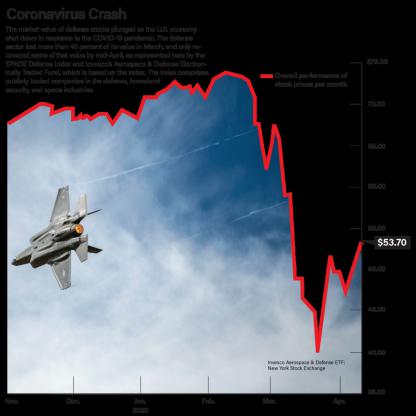 Coronavirus Crash
The market value of defense stocks plunged as the U.S. economy
shut down in response to the COVID-19 pandemic. The defense
sector lost more than 40 percent of its value in March, and only re-
covered some of that value by mid-April, as represented here by the
SPADE Defense Index and Invesco's Aerospace & Defense Electron-
ically Traded Fund, which is based on the index. The index comprises
publicly traded companies in the defense, homeland
security, and space industries.
Overall performance of
stock prices per month
$75.00
70.00
65.00
60.00
55.00
$53.70
50.00
45.00
40.00
35.00
Invesco Aerospace & Defense ETF;
New York Stock Exchange
Nov. Dec. Jan. Feb. Mar. Apr.
2020